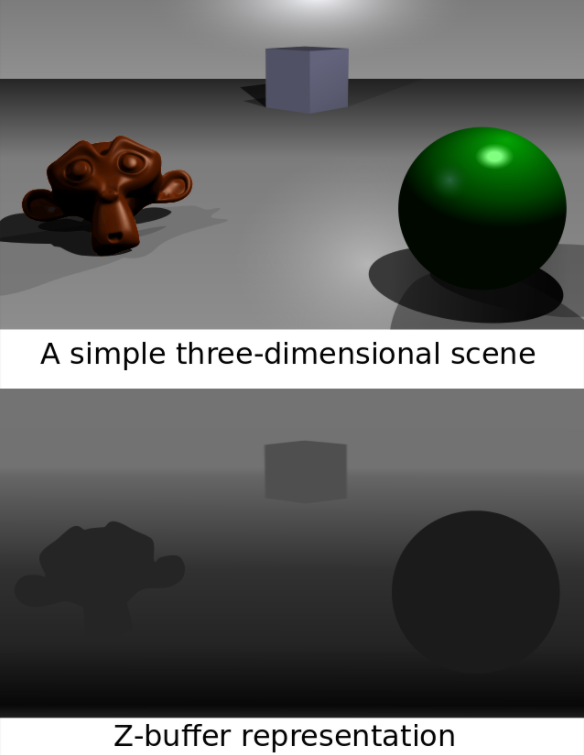 A simple three-dimensional scene
Z-buffer representation